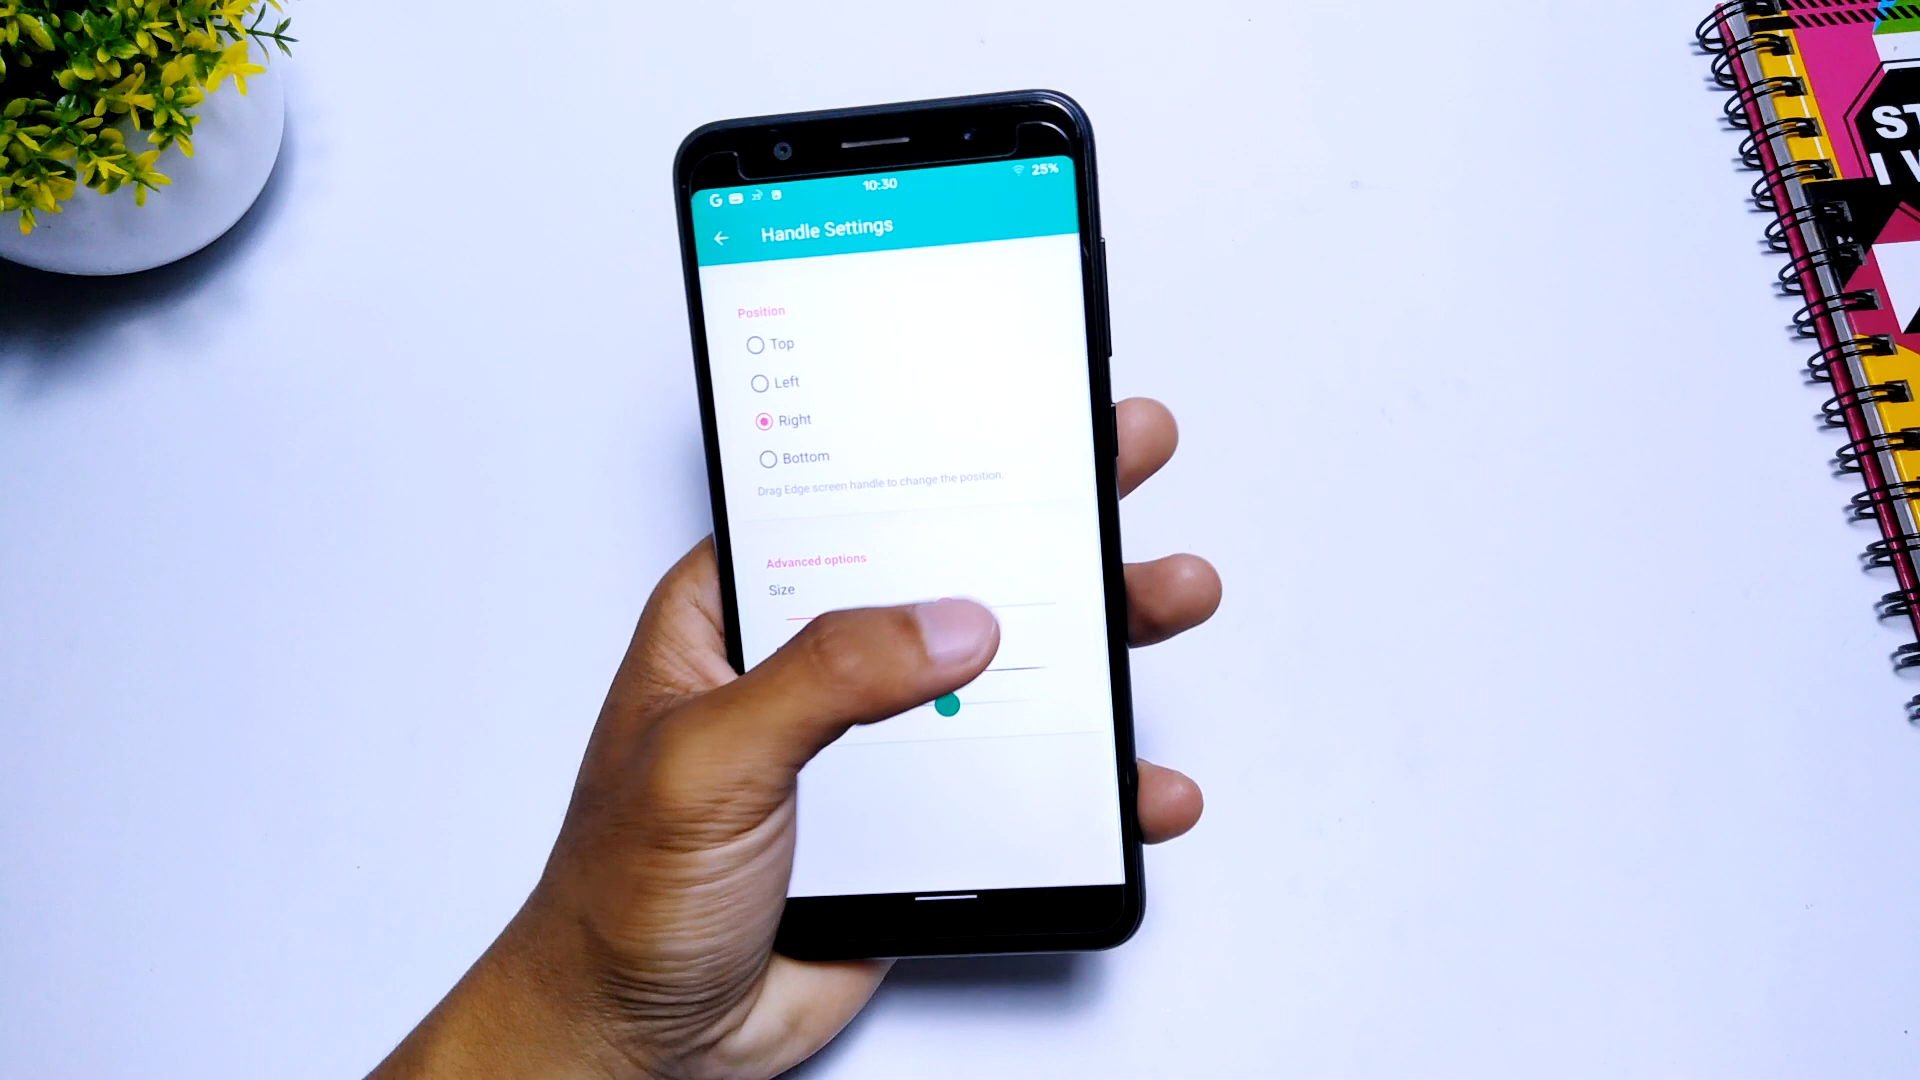 10:30
25%
Handle Settings
Position
Top
Left
Right
Bottom
Drag Edge screen handle to change the position.
Advanced options
Size
ST
I W